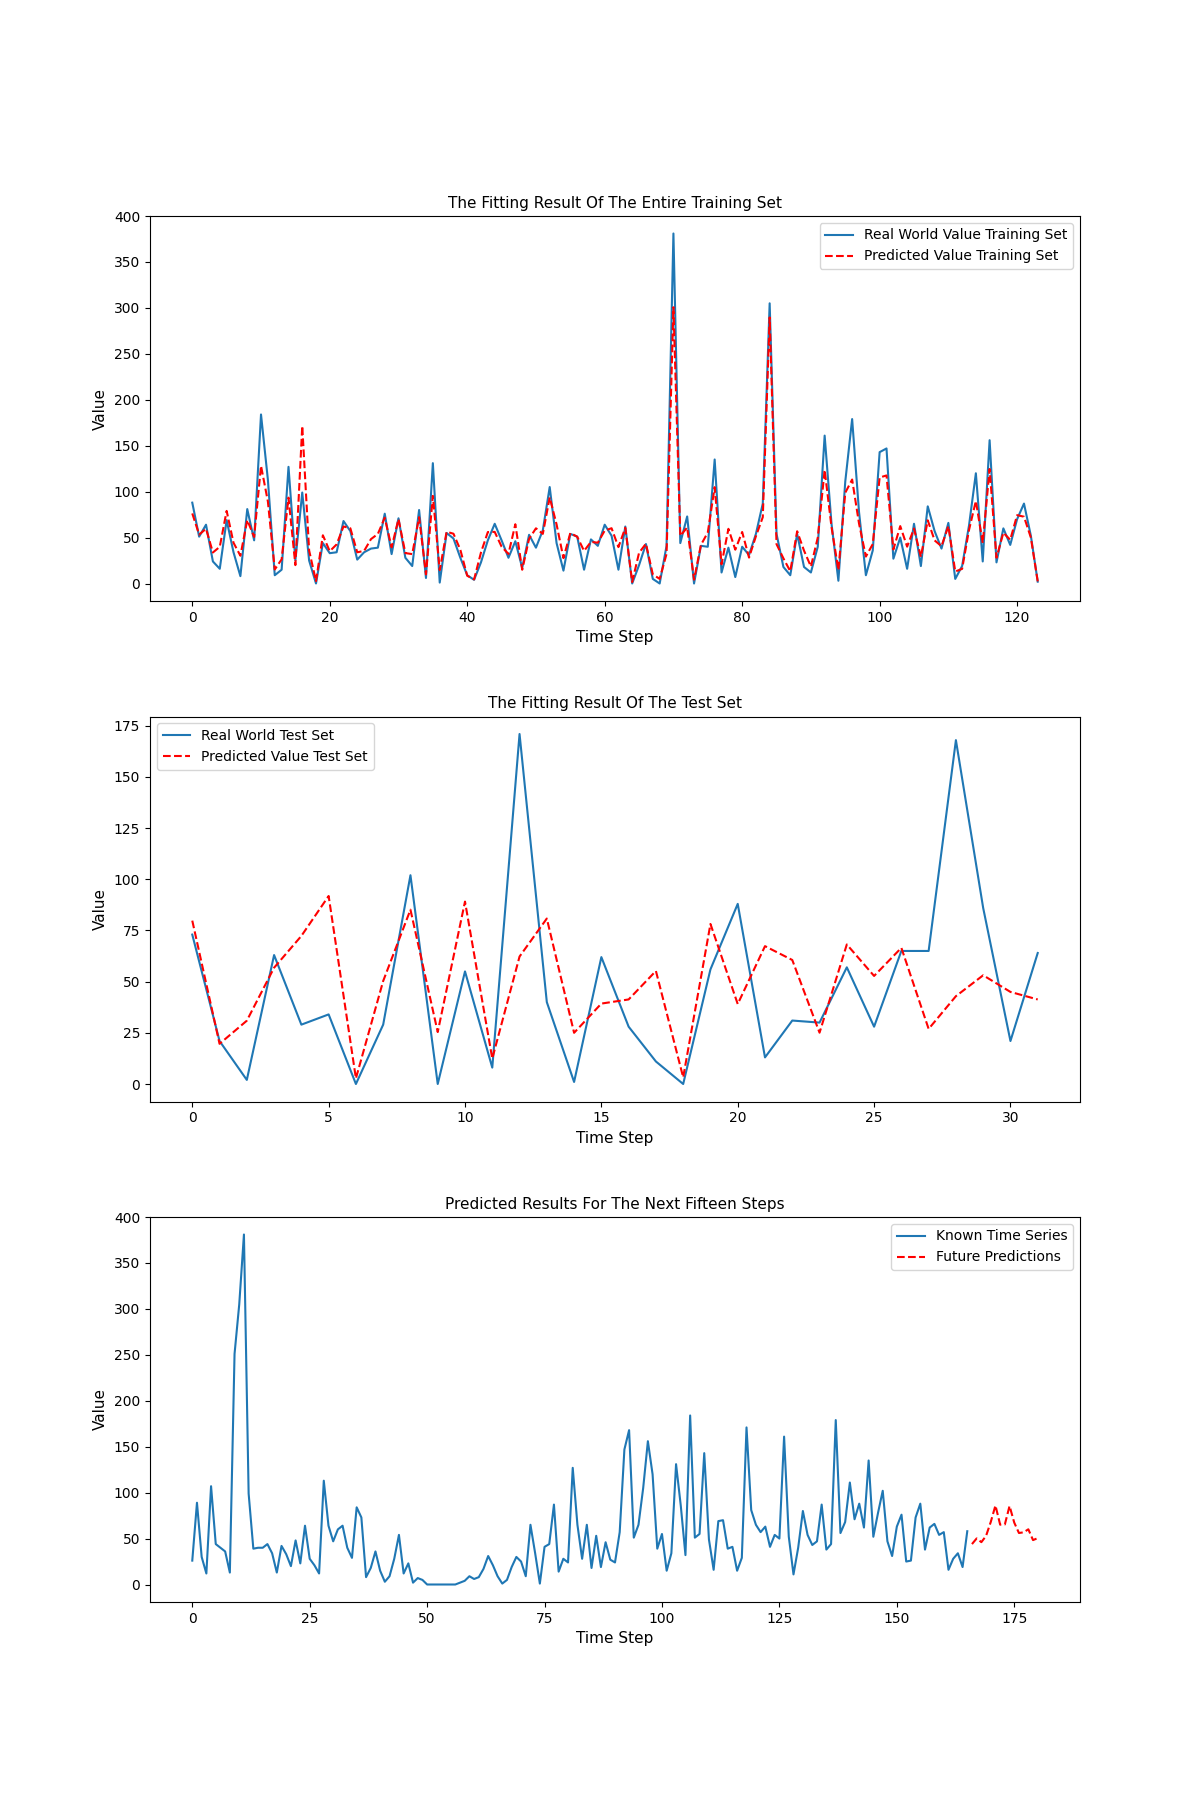 The Fitting Result Of The Entire Training Set
400
350
300
250
200
150
100
50
0
Value
Real World Value Training Set
Predicted Value Training Set
0 20 40 60 80 100 120
Time Step
The Fitting Result Of The Test Set
175
150
125
100
75
50
25
0
Value
Real World Test Set
Predicted Value Test Set
0 5 10 15 20 25 30
Time Step
Predicted Results For The Next Fifteen Steps
400
350
300
250
200
150
100
50
0
Value
Known Time Series
Future Predictions
0 25 50 75 100 125 150 175
Time Step